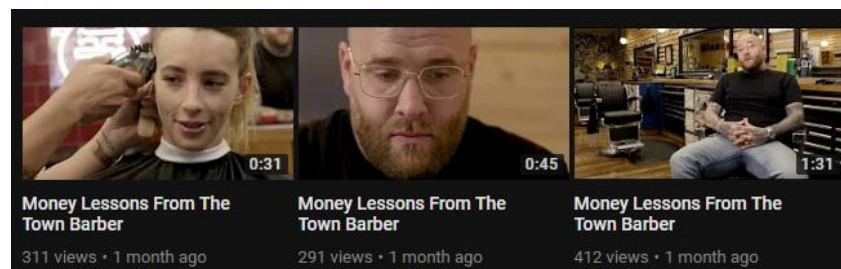 0:31
0:45
1:31
Money Lessons From The
Town Barber
311 views • 1 month ago
Money Lessons From The
Town Barber
291 views • 1 month ago
Money Lessons From The
Town Barber
412 views • 1 month ago